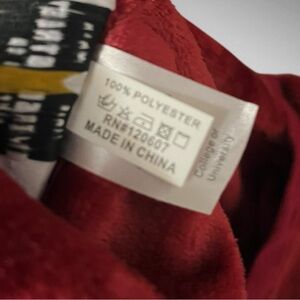 100% POLYESTER
RN#120607
MADE IN CHINA
College or
University